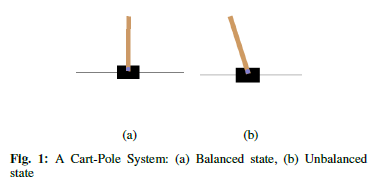 (a)
(b)
Fig. 1: A Cart-Pole System: (a) Balanced state, (b) Unbalanced
state